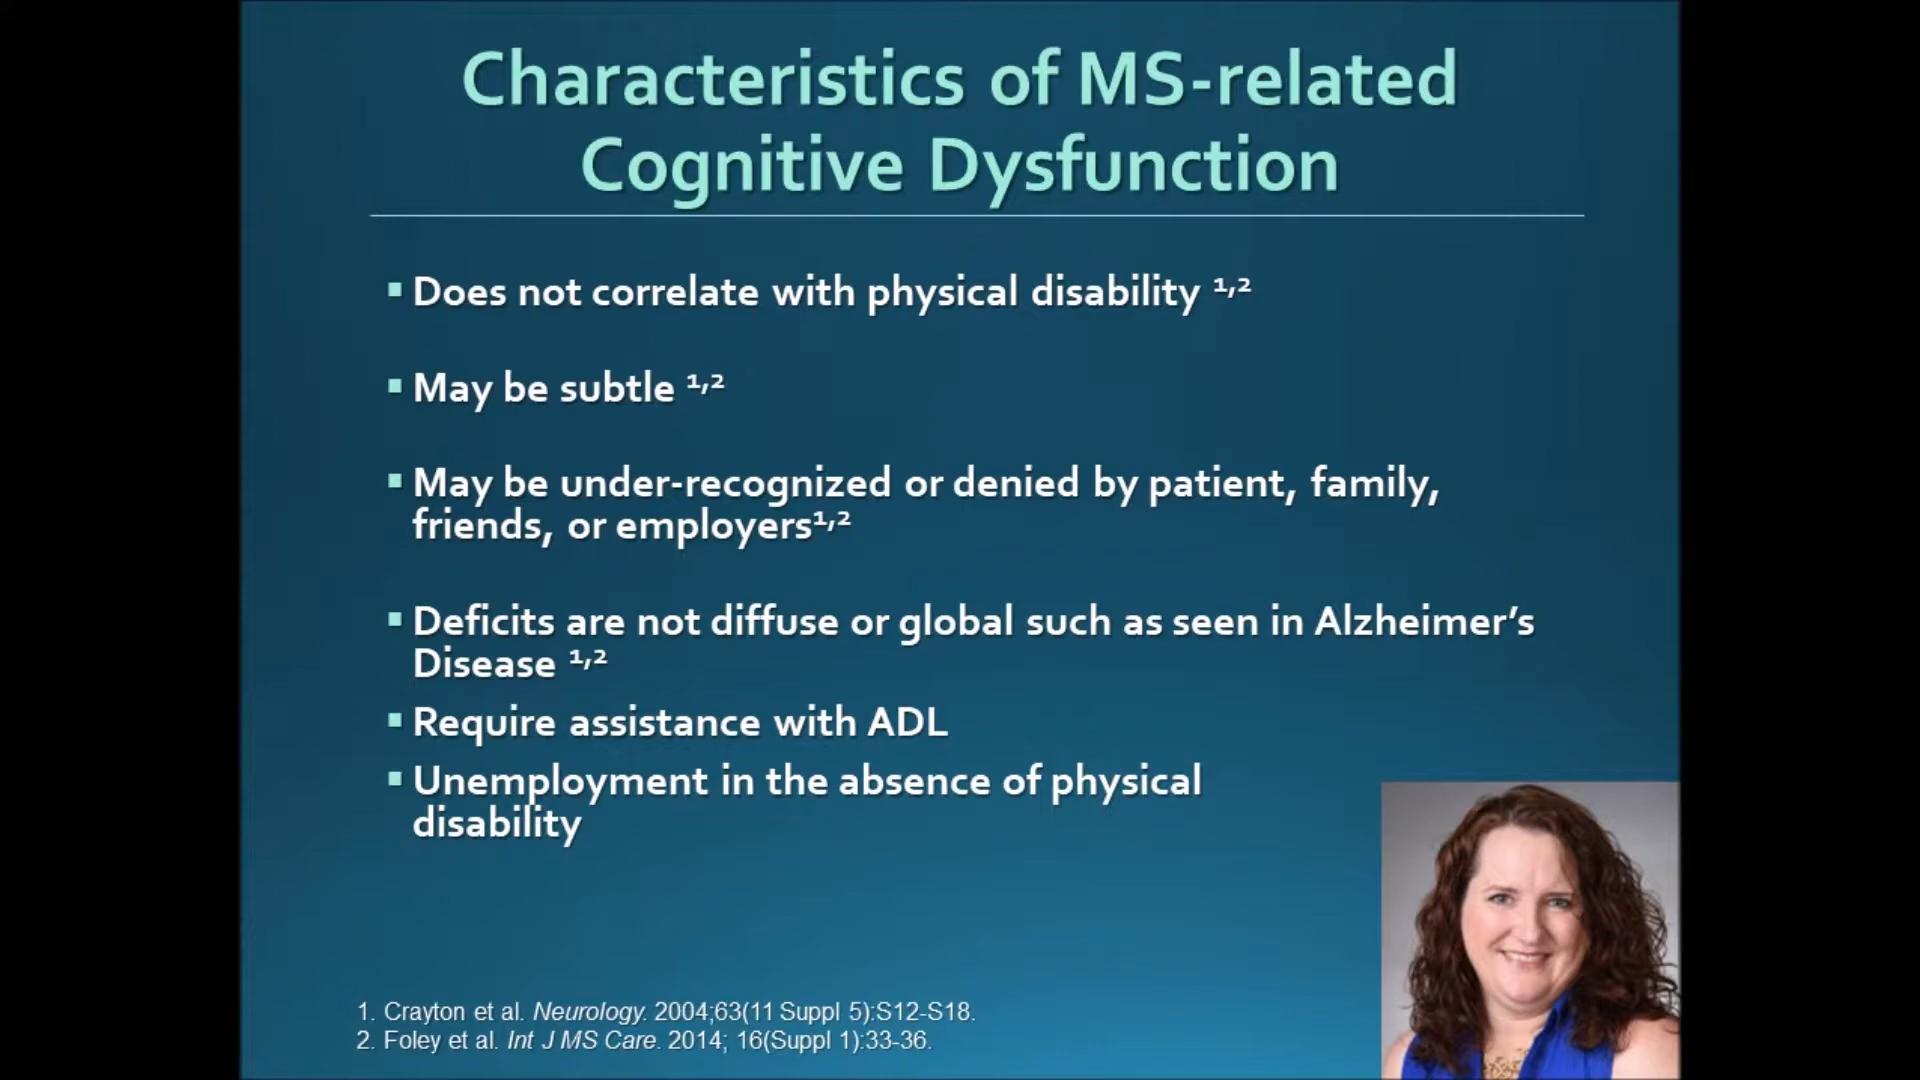 Characteristics of MS-related
Cognitive Dysfunction
▪ Does not correlate with physical disability 1,2
▪ May be subtle 1,2
▪ May be under-recognized or denied by patient, family,
friends, or employers1,2
▪ Deficits are not diffuse or global such as seen in Alzheimer's
Disease 1,2
▪ Require assistance with ADL
▪ Unemployment in the absence of physical
disability
1. Crayton et al. Neurology. 2004;63(11 Suppl 5):S12-S18.
2. Foley et al. Int J MS Care. 2014; 16(Suppl 1):33-36.